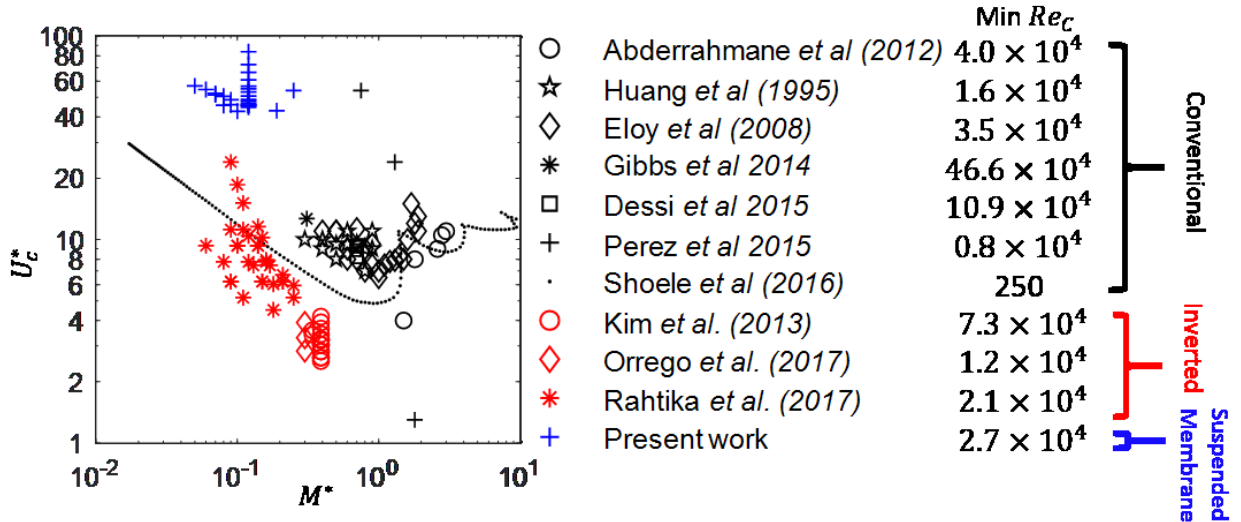 Min Re_C
100
80
60
40
20
10
8
6
4
2
1
U_c^*
10^-2
10^-1
10^0
10^1
M^*
Abderrahmane et al (2012) 4.0 × 10^4
Huang et al (1995) 1.6 × 10^4
Eloy et al (2008) 3.5 × 10^4
Gibbs et al 2014 46.6 × 10^4
Dessi et al 2015 10.9 × 10^4
Perez et al 2015 0.8 × 10^4
Shoele et al (2016) 250
Kim et al. (2013) 7.3 × 10^4
Orrego et al. (2017) 1.2 × 10^4
Rahtika et al. (2017) 2.1 × 10^4
Present work 2.7 × 10^4
Conventional
Inverted
Suspended
Membrane